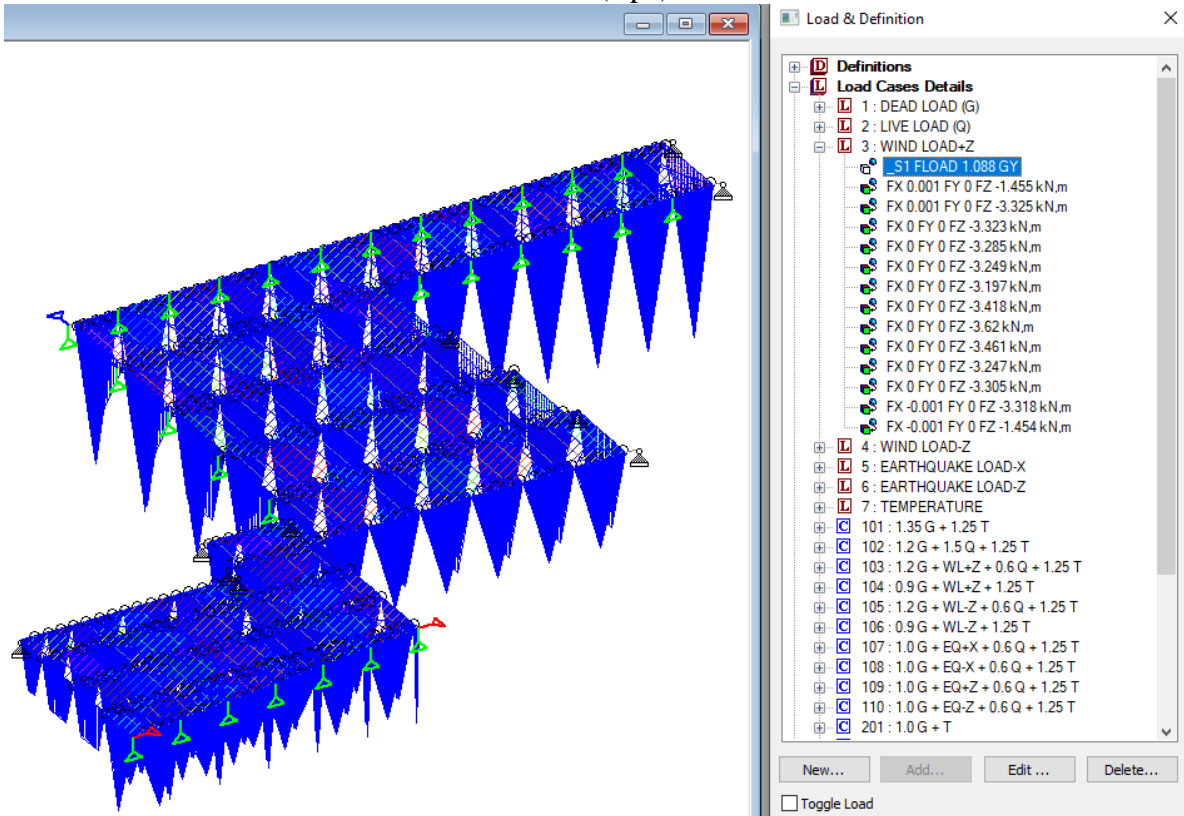 Load & Definition
Definitions
Load Cases Details
1 : DEAD LOAD (G)
2 : LIVE LOAD (Q)
3 : WIND LOAD+Z
_S1 FLOAD 1.088 GY
FX 0.001 FY 0 FZ -1.455 kN,m
FX 0.001 FY 0 FZ -3.325 kN,m
FX 0 FY 0 FZ -3.323 kN,m
FX 0 FY 0 FZ -3.285 kN,m
FX 0 FY 0 FZ -3.249 kN,m
FX 0 FY 0 FZ -3.197 kN,m
FX 0 FY 0 FZ -3.418 kN,m
FX 0 FY 0 FZ -3.62 kN,m
FX 0 FY 0 FZ -3.461 kN,m
FX 0 FY 0 FZ -3.247 kN,m
FX 0 FY 0 FZ -3.305 kN,m
FX -0.001 FY 0 FZ -3.318 kN,m
FX -0.001 FY 0 FZ -1.454 kN,m
4 : WIND LOAD-Z
5 : EARTHQUAKE LOAD-X
6 : EARTHQUAKE LOAD-Z
7 : TEMPERATURE
101 : 1.35 G + 1.25 T
102 : 1.2 G + 1.5 Q + 1.25 T
103 : 1.2 G + WL+Z + 0.6 Q + 1.25 T
104 : 0.9 G + WL+Z + 1.25 T
105 : 1.2 G + WL-Z + 0.6 Q + 1.25 T
106 : 0.9 G + WL-Z + 1.25 T
107 : 1.0 G + EQ+X + 0.6 Q + 1.25 T
108 : 1.0 G + EQ-X + 0.6 Q + 1.25 T
109 : 1.0 G + EQ+Z + 0.6 Q + 1.25 T
110 : 1.0 G + EQ-Z + 0.6 Q + 1.25 T
201 : 1.0 G + T
New... Add... Edit ... Delete...
Toggle Load